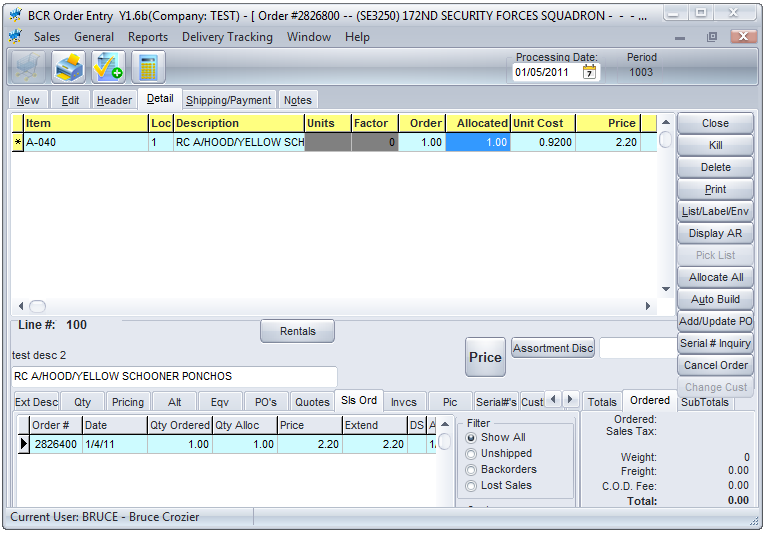 BCR Order Entry Y1.6b(Company: TEST) - [ Order #2826800 -- (SE3250) 172ND SECURITY FORCES SQUADRON - - - ...
Sales General Reports Delivery Tracking Window Help
Processing Date: Period
01/05/2011 7 1003
New Edit Header Detail Shipping/Payment Notes
Item Loc Description Units Factor Order Allocated Unit Cost Price
* A-040 1 RC A/HOOD/YELLOW SCH 0 1.00 1.00 0.9200 2.20
Close
Kill
Delete
Print
List/Label/Env
Display AR
Pick List
Allocate All
Auto Build
Add/Update PO
Serial # Inquiry
Cancel Order
Change Cust
Line #: 100
Rentals
Price
Assortment Disc
test desc 2
RC A/HOOD/YELLOW SCHOONER PONCHOS
Ext Desc Qty Pricing Alt Eqv PO's Quotes Sls Ord Invcs Pic Serial#'s Cust
Order # Date Qty Ordered Qty Alloc Price Extend DS A
2826400 1/4/11 1.00 1.00 2.20 2.20 1/
Filter
Show All
Unshipped
Backorders
Lost Sales
Totals Ordered SubTotals
Ordered:
Sales Tax:
Weight: 0
Freight: 0.00
C.O.D. Fee: 0.00
Total: 0.00
Current User: BRUCE - Bruce Crozier